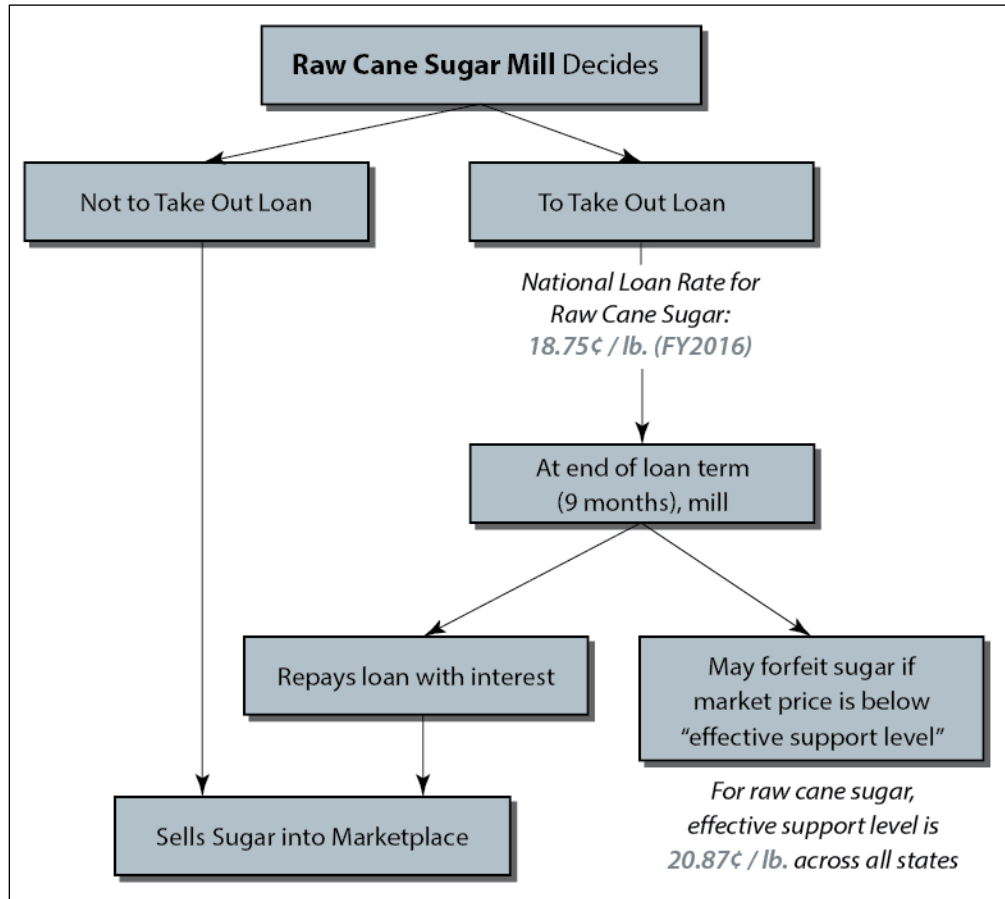 Raw Cane Sugar Mill Decides
Not to Take Out Loan
To Take Out Loan
National Loan Rate for
Raw Cane Sugar:
18.75¢ / lb. (FY2016)
At end of loan term
(9 months), mill
Repays loan with interest
May forfeit sugar if
market price is below
“effective support level”
Sells Sugar into Marketplace
For raw cane sugar,
effective support level is
20.87¢ / lb. across all states